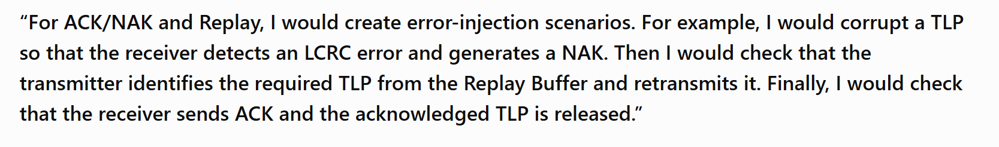 “For ACK/NAK and Replay, I would create error-injection scenarios. For example, I would corrupt a TLP
so that the receiver detects an LCRC error and generates a NAK. Then I would check that the
transmitter identifies the required TLP from the Replay Buffer and retransmits it. Finally, I would check
that the receiver sends ACK and the acknowledged TLP is released.”